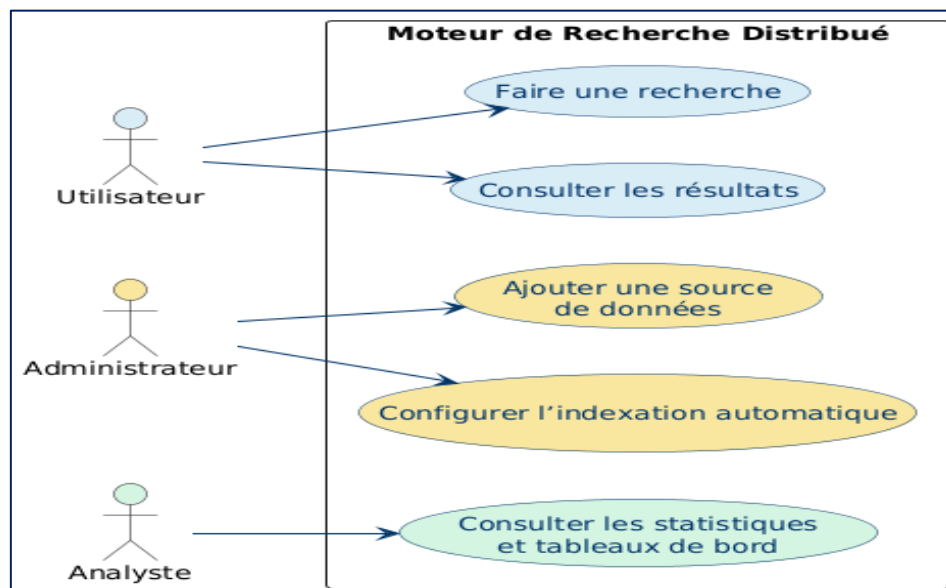 Moteur de Recherche Distribué
Faire une recherche
Utilisateur
Consulter les résultats
Ajouter une source
de données
Administrateur
Configurer l’indexation automatique
Consulter les statistiques
et tableaux de bord
Analyste